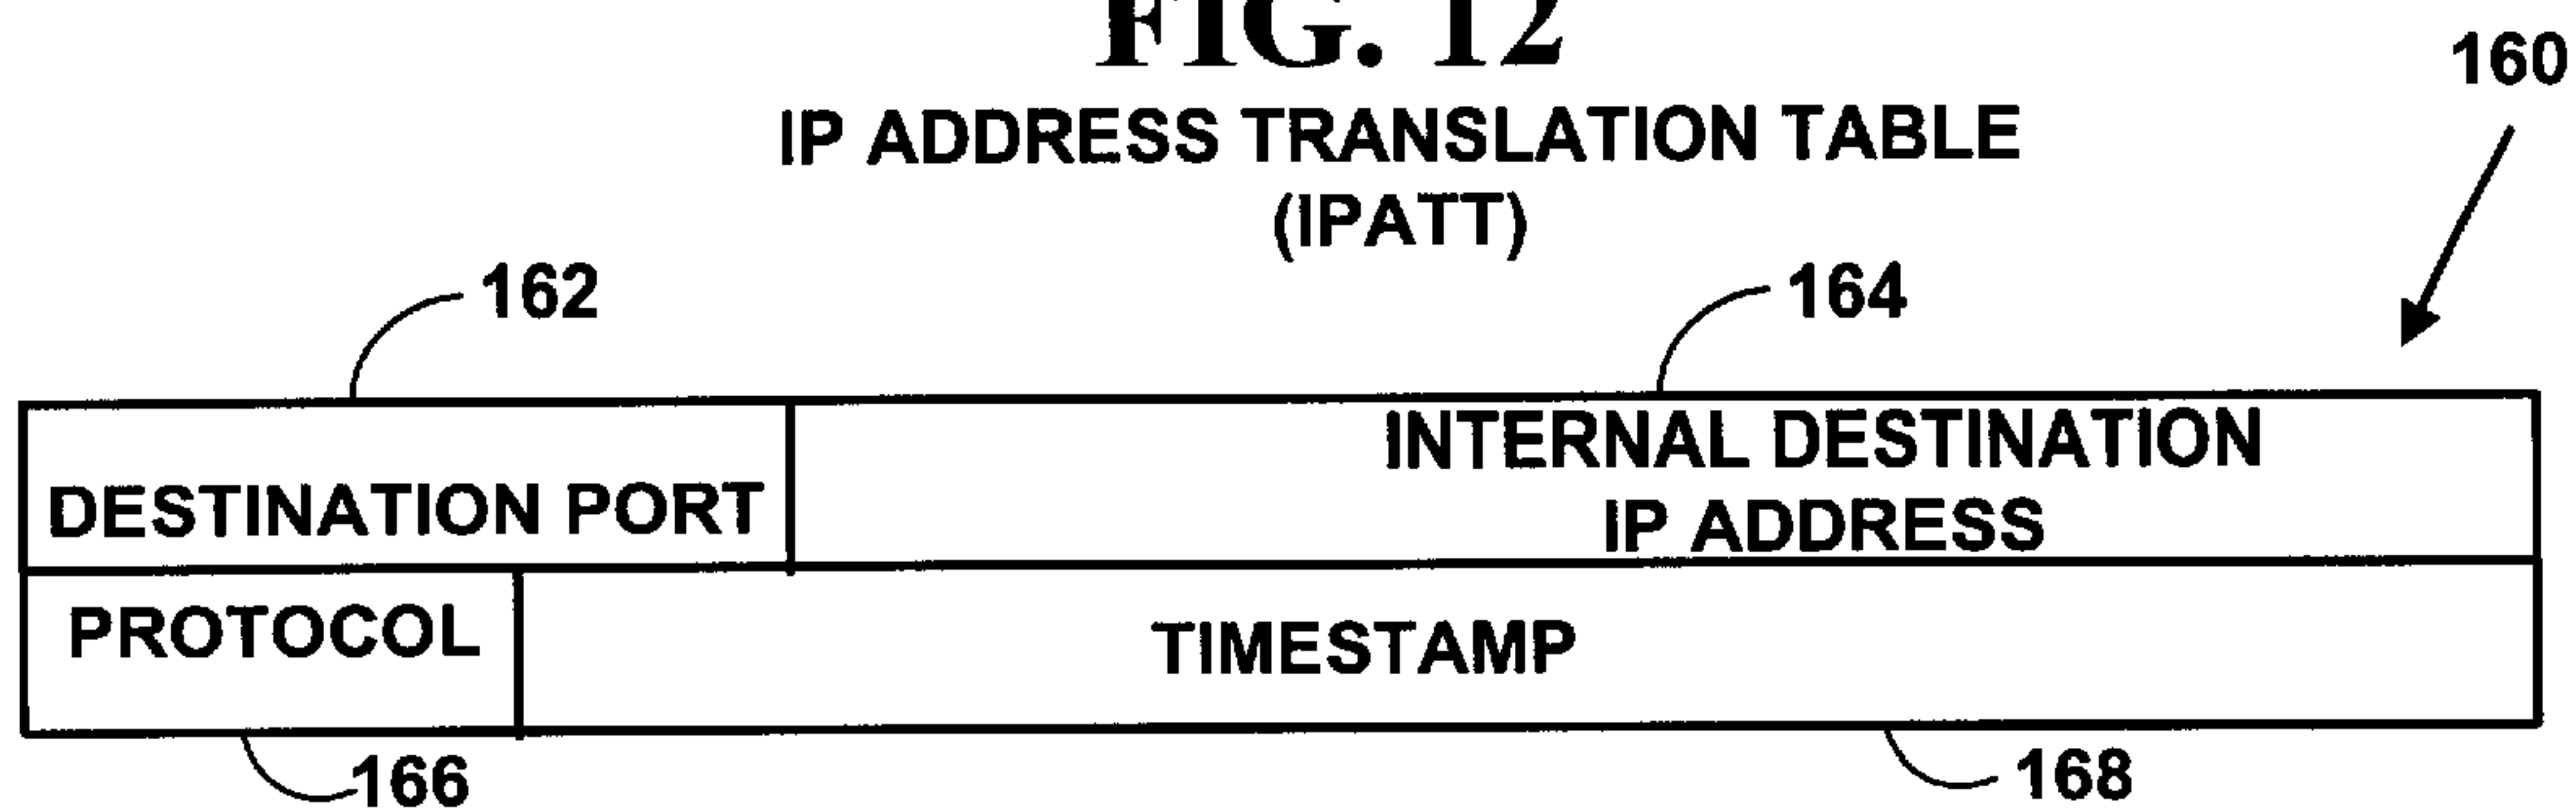 FIG. 12
160
IP ADDRESS TRANSLATION TABLE
(IPATT)
162
164
DESTINATION PORT
INTERNAL DESTINATION
IP ADDRESS
PROTOCOL
TIMESTAMP
166
168